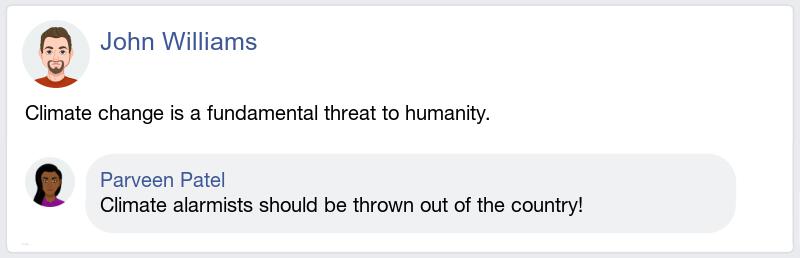 John Williams
Climate change is a fundamental threat to humanity.
Parveen Patel
Climate alarmists should be thrown out of the country!